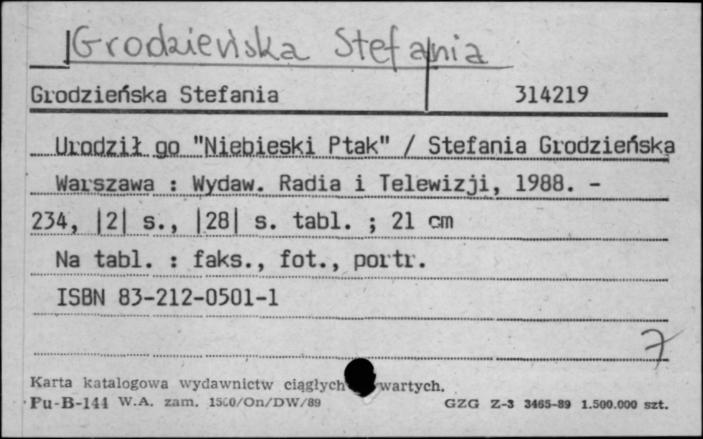 Grodzieńska Stefania
Grodzieńska Stefania 314219
Urodził go "Niebieski Ptak" / Stefania Grodzieńska
Warszawa : Wydaw. Radia i Telewizji, 1988. -
234, |2| s., |28| s. tabl. ; 21 cm
Na tabl. : faks., fot., portr.
ISBN 83-212-0501-1
7
Karta katalogowa wydawnictw ciągłych wartych.
Pu-B-144 W.A. zam. 1500/On/DW/89 GZG Z-3 3465-89 1.500.000 szt.